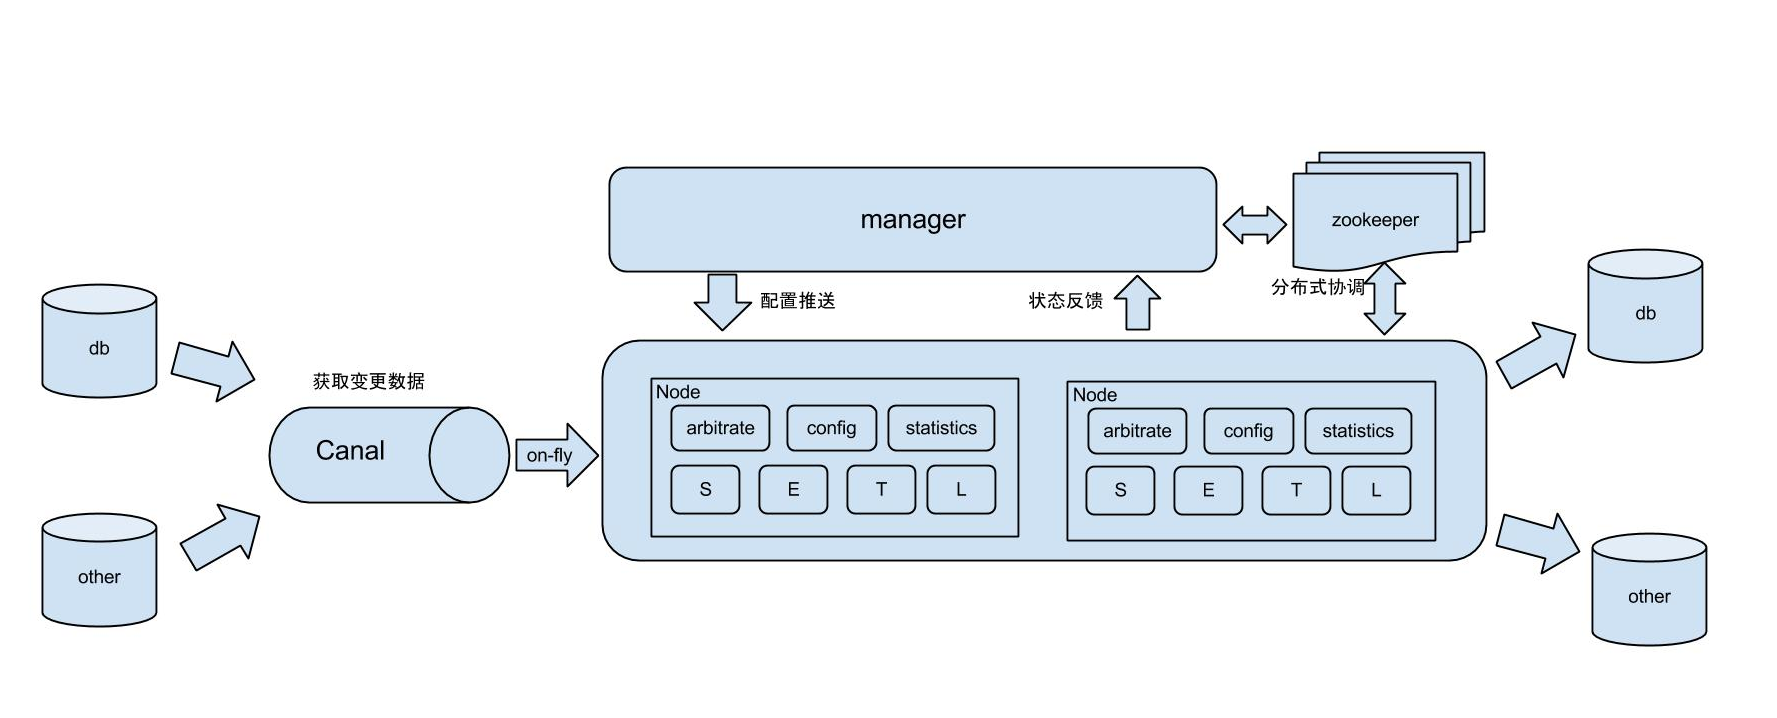 manager
zookeeper
配置推送
状态反馈
分布式协调
db
other
获取变更数据
Canal
on-fly
Node
arbitrate
config
statistics
S
E
T
L
Node
arbitrate
config
statistics
S
E
T
L
db
other